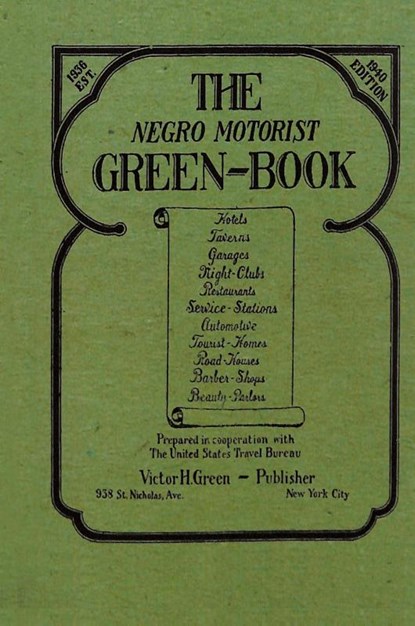 1936
EST.
1940
EDITION
THE
NEGRO MOTORIST
GREEN-BOOK
Hotels
Taverns
Garages
Night-Clubs
Restaurants
Service-Stations
Automotive
Tourist-Homes
Road-Houses
Barber-Shops
Beauty-Parlors
Prepared in cooperation with
The United States Travel Bureau
Victor H. Green - Publisher
938 St. Nicholas, Ave. New York City